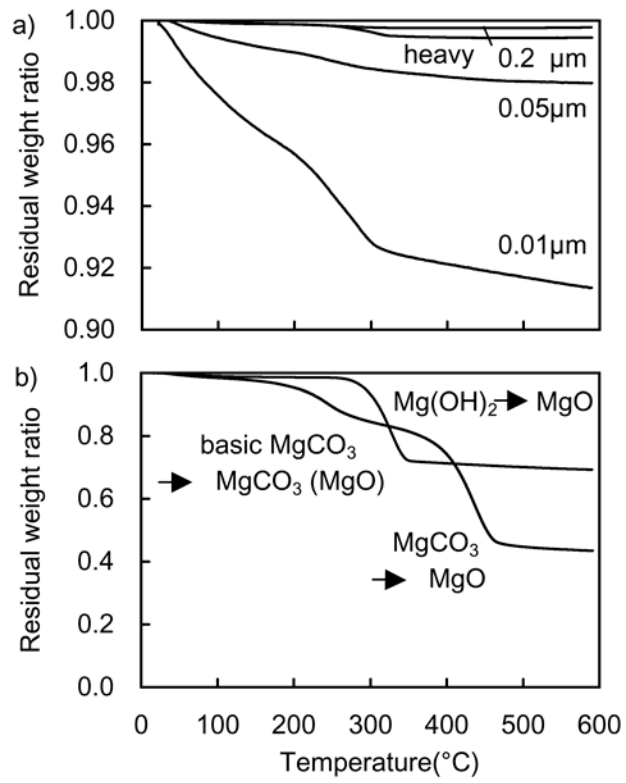 a)
Residual weight ratio
1.00
0.98
0.96
0.94
0.92
0.90
heavy
0.2 µm
0.05µm
0.01µm
b)
Residual weight ratio
1.0
0.8
0.6
0.4
0.2
0.0
Mg(OH)₂ → MgO
basic MgCO₃
→ MgCO₃ (MgO)
MgCO₃
→ MgO
0 100 200 300 400 500 600
Temperature(°C)